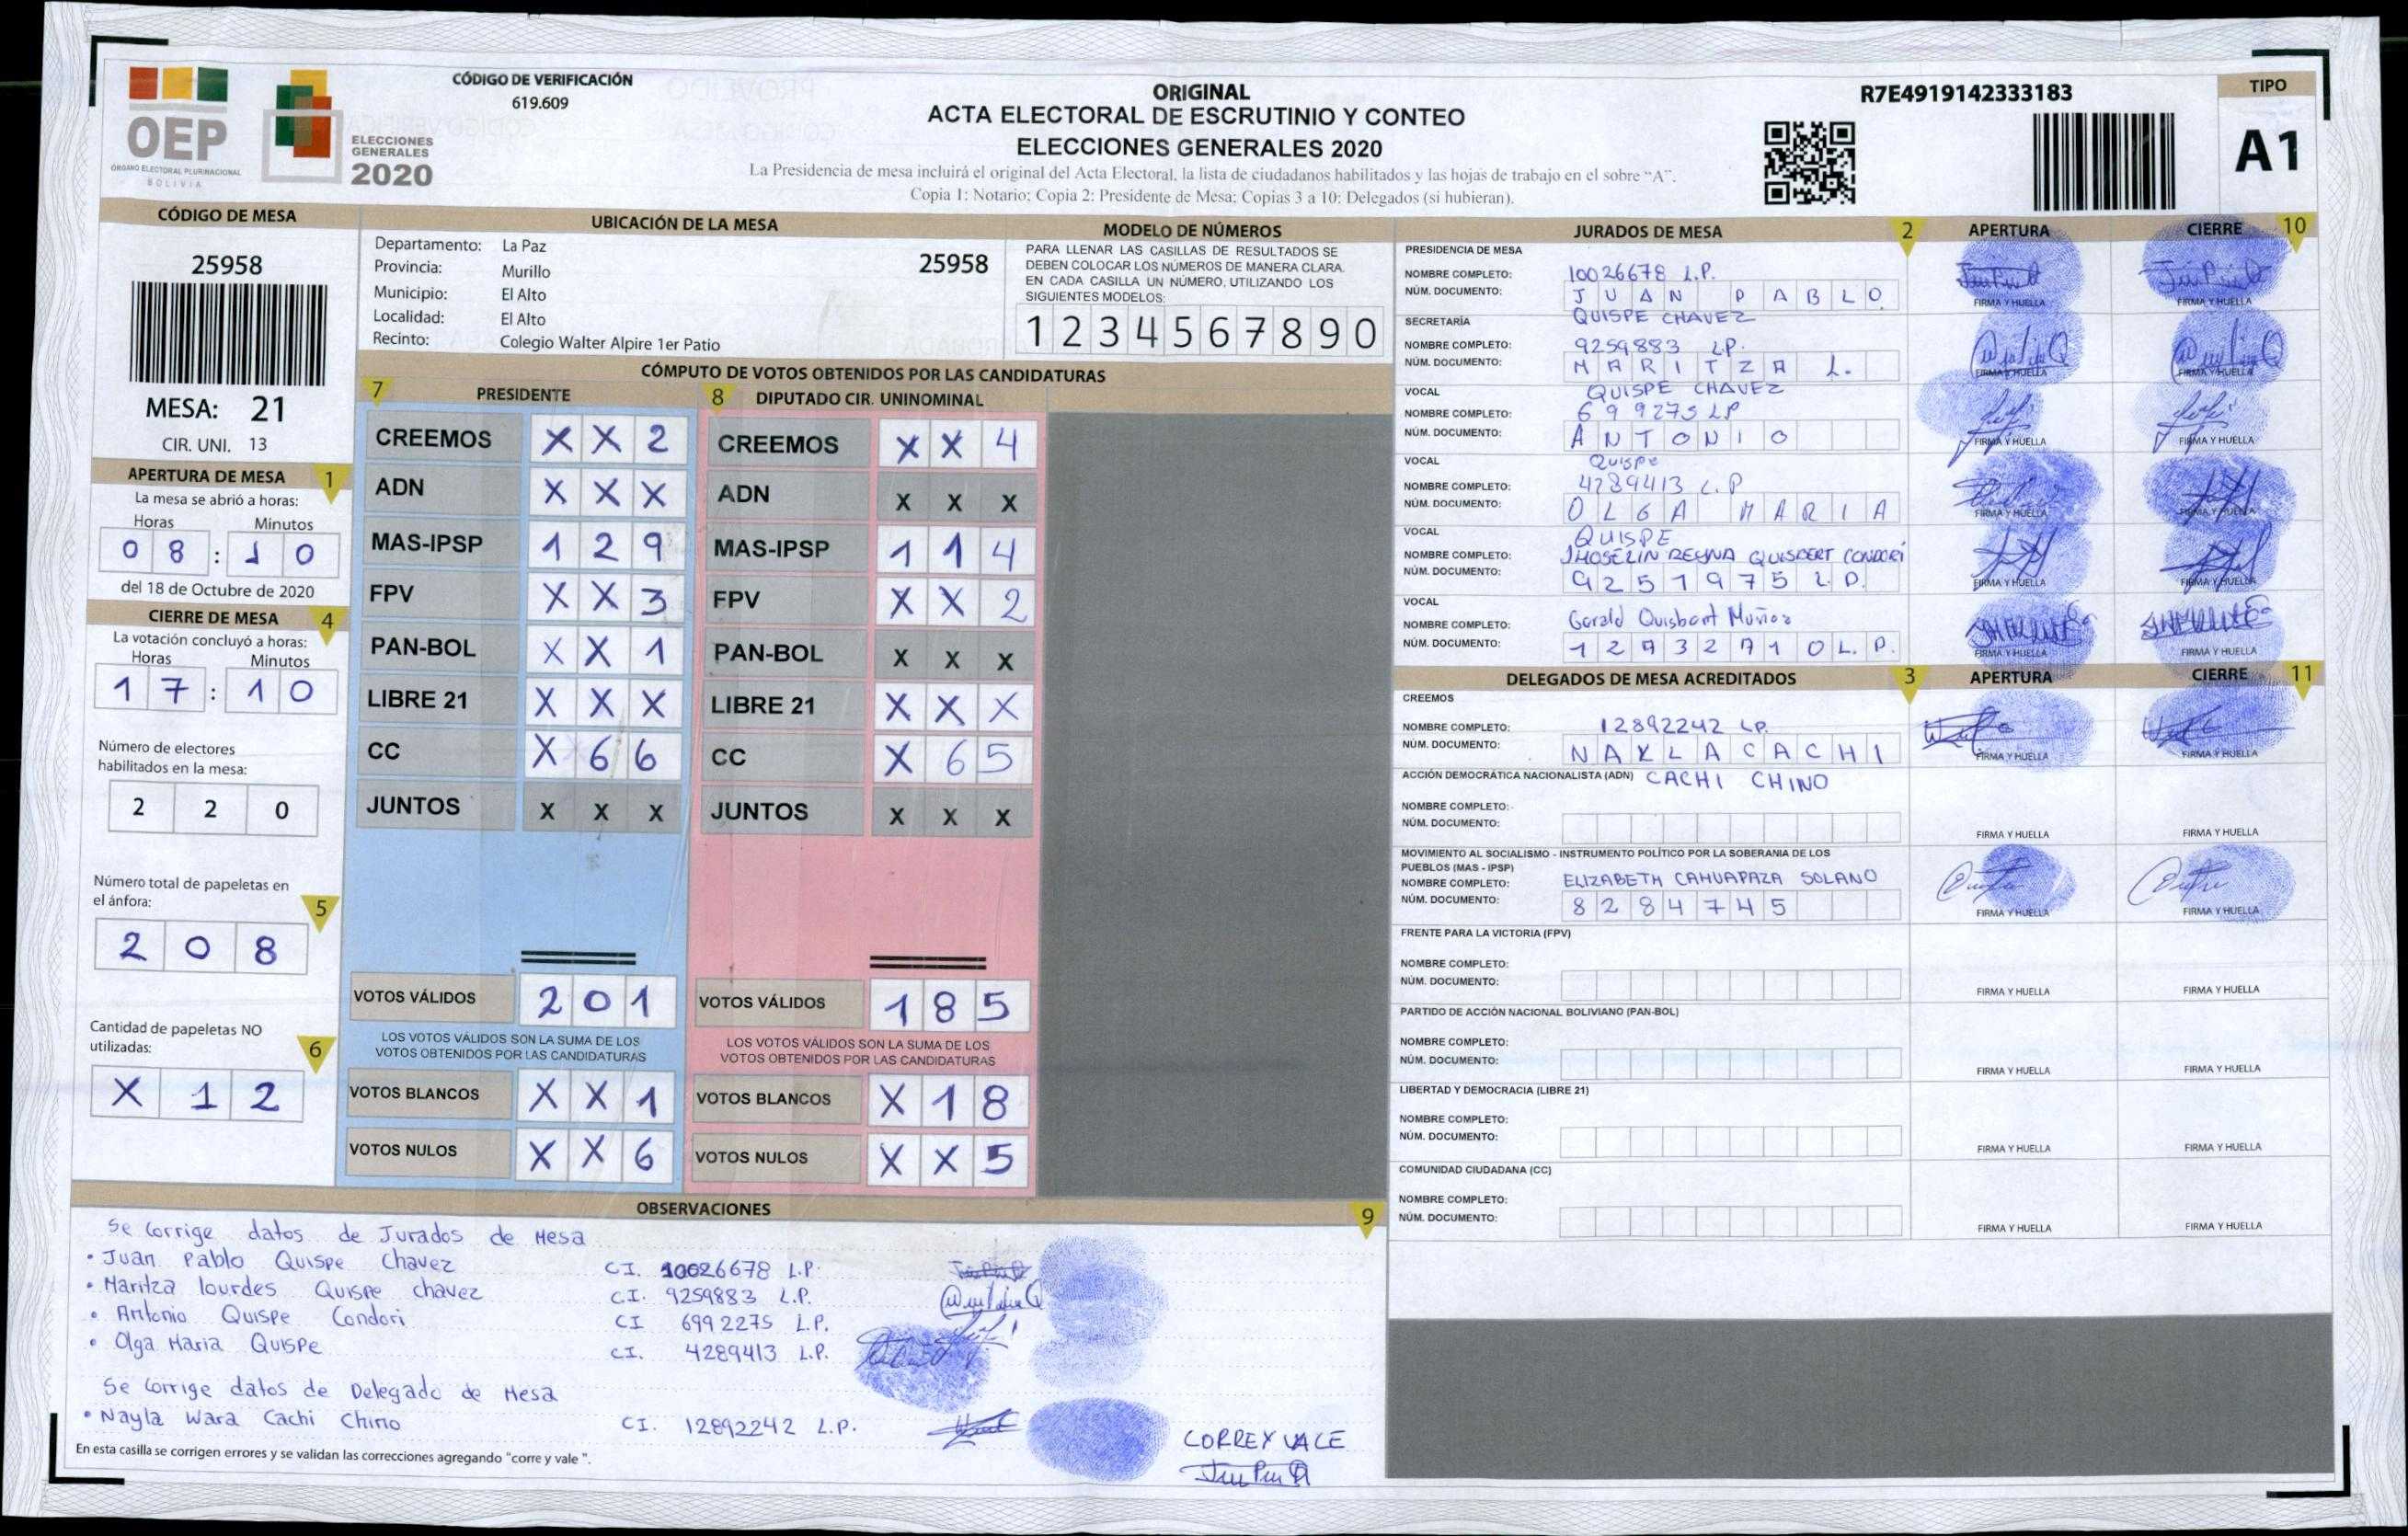 OEP
ÓRGANO ELECTORAL PLURINACIONAL
BOLIVIA
ELECCIONES
GENERALES
2020
CÓDIGO DE VERIFICACIÓN
619.609
ORIGINAL
ACTA ELECTORAL DE ESCRUTINIO Y CONTEO
ELECCIONES GENERALES 2020
La Presidencia de mesa incluirá el original del Acta Electoral, la lista de ciudadanos habilitados y las hojas de trabajo en el sobre “A”.
Copia 1: Notario; Copia 2: Presidente de Mesa; Copias 3 a 10: Delegados (si hubieran).
R7E4919142333183
TIPO
A1
CÓDIGO DE MESA
25958
MESA: 21
CIR. UNI. 13
APERTURA DE MESA 1
La mesa se abrió a horas:
Horas Minutos
0 8 : 1 0
del 18 de Octubre de 2020
CIERRE DE MESA 4
La votación concluyó a horas:
Horas Minutos
1 7 : 1 0
Número de electores
habilitados en la mesa:
2 2 0
Número total de papeletas en
el ánfora: 5
2 0 8
Cantidad de papeletas NO
utilizadas: 6
X 1 2
UBICACIÓN DE LA MESA
Departamento: La Paz
Provincia: Murillo
Municipio: El Alto
Localidad: El Alto
Recinto: Colegio Walter Alpire 1er Patio
25958
MODELO DE NÚMEROS
PARA LLENAR LAS CASILLAS DE RESULTADOS SE
DEBEN COLOCAR LOS NÚMEROS DE MANERA CLARA.
EN CADA CASILLA UN NÚMERO, UTILIZANDO LOS
SIGUIENTES MODELOS:
1 2 3 4 5 6 7 8 9 0
CÓMPUTO DE VOTOS OBTENIDOS POR LAS CANDIDATURAS
7 PRESIDENTE
CREEMOS X X 2
ADN X X X
MAS-IPSP 1 2 9
FPV X X 3
PAN-BOL X X 1
LIBRE 21 X X X
CC X 6 6
JUNTOS X X X
VOTOS VÁLIDOS 2 0 1
LOS VOTOS VÁLIDOS SON LA SUMA DE LOS
VOTOS OBTENIDOS POR LAS CANDIDATURAS
VOTOS BLANCOS X X 1
VOTOS NULOS X X 6
8 DIPUTADO CIR. UNINOMINAL
CREEMOS X X 4
ADN X X X
MAS-IPSP 1 1 4
FPV X X 2
PAN-BOL X X X
LIBRE 21 X X X
CC X 6 5
JUNTOS X X X
VOTOS VÁLIDOS 1 8 5
LOS VOTOS VÁLIDOS SON LA SUMA DE LOS
VOTOS OBTENIDOS POR LAS CANDIDATURAS
VOTOS BLANCOS X 1 8
VOTOS NULOS X X 5
JURADOS DE MESA 2 APERTURA CIERRE 10
PRESIDENCIA DE MESA
NOMBRE COMPLETO: 10026678 L.P.
NÚM. DOCUMENTO: JUAN PABLO
FIRMA Y HUELLA FIRMA Y HUELLA
QUISPE CHAVEZ
SECRETARÍA
NOMBRE COMPLETO: 9259883 LP.
NÚM. DOCUMENTO: MARITZA L.
FIRMA Y HUELLA FIRMA Y HUELLA
QUISPE CHAVEZ
VOCAL
NOMBRE COMPLETO: 699275 LP
NÚM. DOCUMENTO: ANTONIO
FIRMA Y HUELLA FIRMA Y HUELLA
Quispe
VOCAL
NOMBRE COMPLETO: 4289413 L.P
NÚM. DOCUMENTO: OLGA MARIA
FIRMA Y HUELLA FIRMA Y HUELLA
QUISPE
VOCAL
NOMBRE COMPLETO: JHOSELIN REYNA QUISBERT CONDORI
NÚM. DOCUMENTO: 9251975 L.P.
FIRMA Y HUELLA FIRMA Y HUELLA
VOCAL
NOMBRE COMPLETO: Gerald Quisbert Muñoz
NÚM. DOCUMENTO: 12732710 L.P.
FIRMA Y HUELLA FIRMA Y HUELLA
DELEGADOS DE MESA ACREDITADOS 3 APERTURA CIERRE 11
CREEMOS
NOMBRE COMPLETO: 12892242 LP.
NÚM. DOCUMENTO: NAKLA CACHI
FIRMA Y HUELLA FIRMA Y HUELLA
ACCIÓN DEMOCRÁTICA NACIONALISTA (ADN) CACHI CHINO
NOMBRE COMPLETO:
NÚM. DOCUMENTO:
FIRMA Y HUELLA FIRMA Y HUELLA
MOVIMIENTO AL SOCIALISMO - INSTRUMENTO POLÍTICO POR LA SOBERANIA DE LOS
PUEBLOS (MAS - IPSP)
NOMBRE COMPLETO: ELIZABETH CAHUAPAZA SOLANO
NÚM. DOCUMENTO: 8284745
FIRMA Y HUELLA FIRMA Y HUELLA
FRENTE PARA LA VICTORIA (FPV)
NOMBRE COMPLETO:
NÚM. DOCUMENTO:
FIRMA Y HUELLA FIRMA Y HUELLA
PARTIDO DE ACCIÓN NACIONAL BOLIVIANO (PAN-BOL)
NOMBRE COMPLETO:
NÚM. DOCUMENTO:
FIRMA Y HUELLA FIRMA Y HUELLA
LIBERTAD Y DEMOCRACIA (LIBRE 21)
NOMBRE COMPLETO:
NÚM. DOCUMENTO:
FIRMA Y HUELLA FIRMA Y HUELLA
COMUNIDAD CIUDADANA (CC)
NOMBRE COMPLETO:
NÚM. DOCUMENTO:
FIRMA Y HUELLA FIRMA Y HUELLA
OBSERVACIONES 9
Se Corrige datos de Jurados de Mesa
• Juan Pablo Quispe Chavez CI. 10026678 L.P.
• Maritza lourdes Quispe chavez C.I. 9259883 L.P.
• Antonio Quispe Condori CI 6992275 L.P.
• Olga Maria Quispe C.I. 4289413 L.P.
Se Corrige datos de Delegado de Mesa
• Nayla Wara Cachi Chino CI. 12892242 L.P.
CORRE Y VALE
En esta casilla se corrigen errores y se validan las correcciones agregando "corre y vale ".